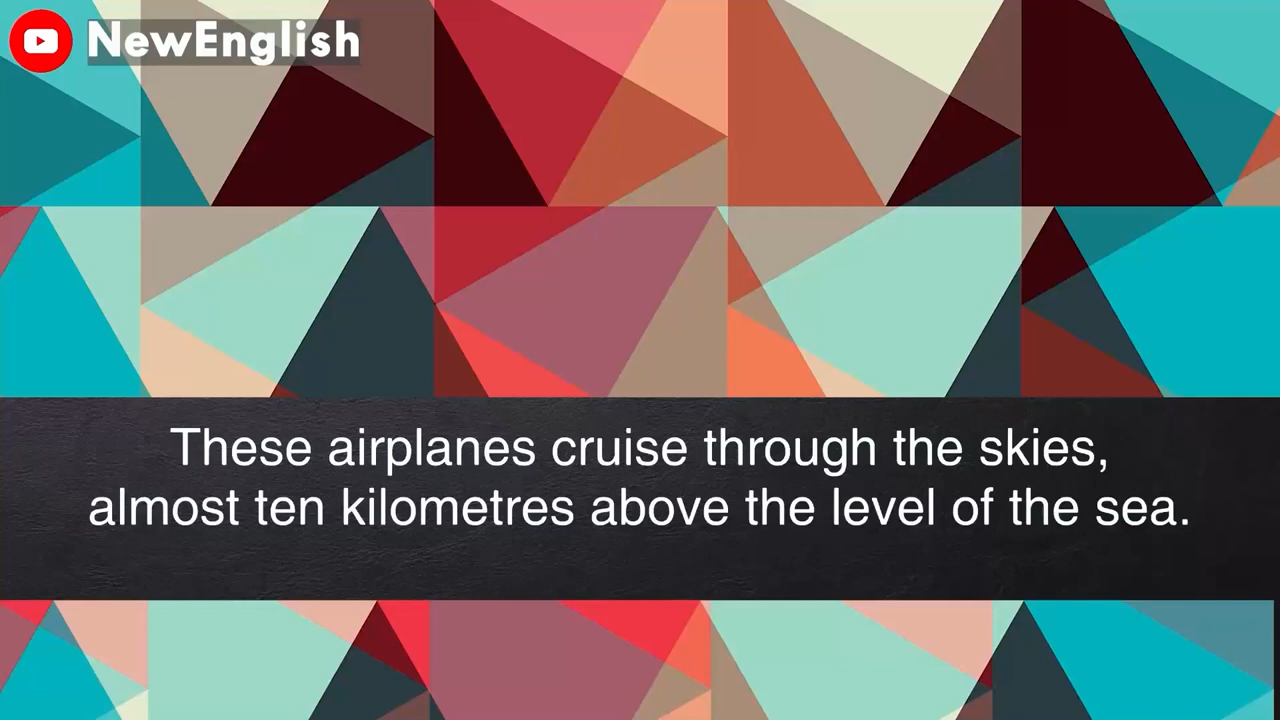 NewEnglish
These airplanes cruise through the skies,
almost ten kilometres above the level of the sea.